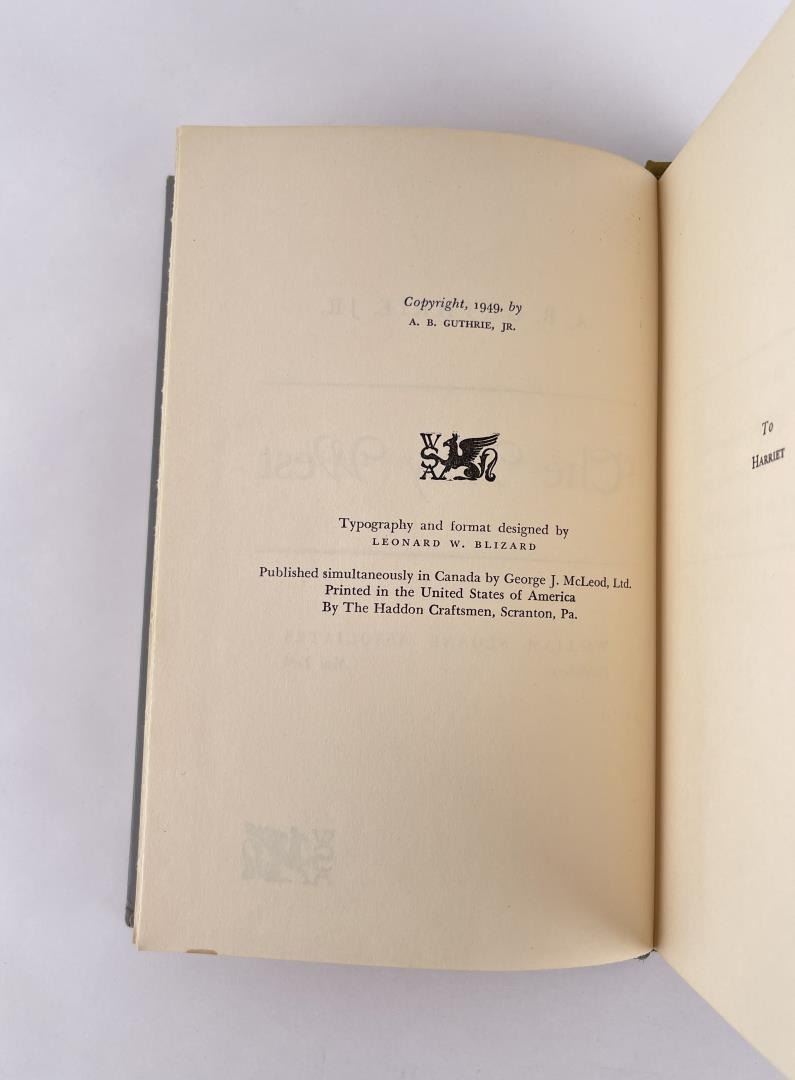 Copyright, 1949, by
A. B. GUTHRIE, JR.
WSA
Typography and format designed by
LEONARD W. BLIZARD
Published simultaneously in Canada by George J. McLeod, Ltd.
Printed in the United States of America
By The Haddon Craftsmen, Scranton, Pa.
To
HARRIET